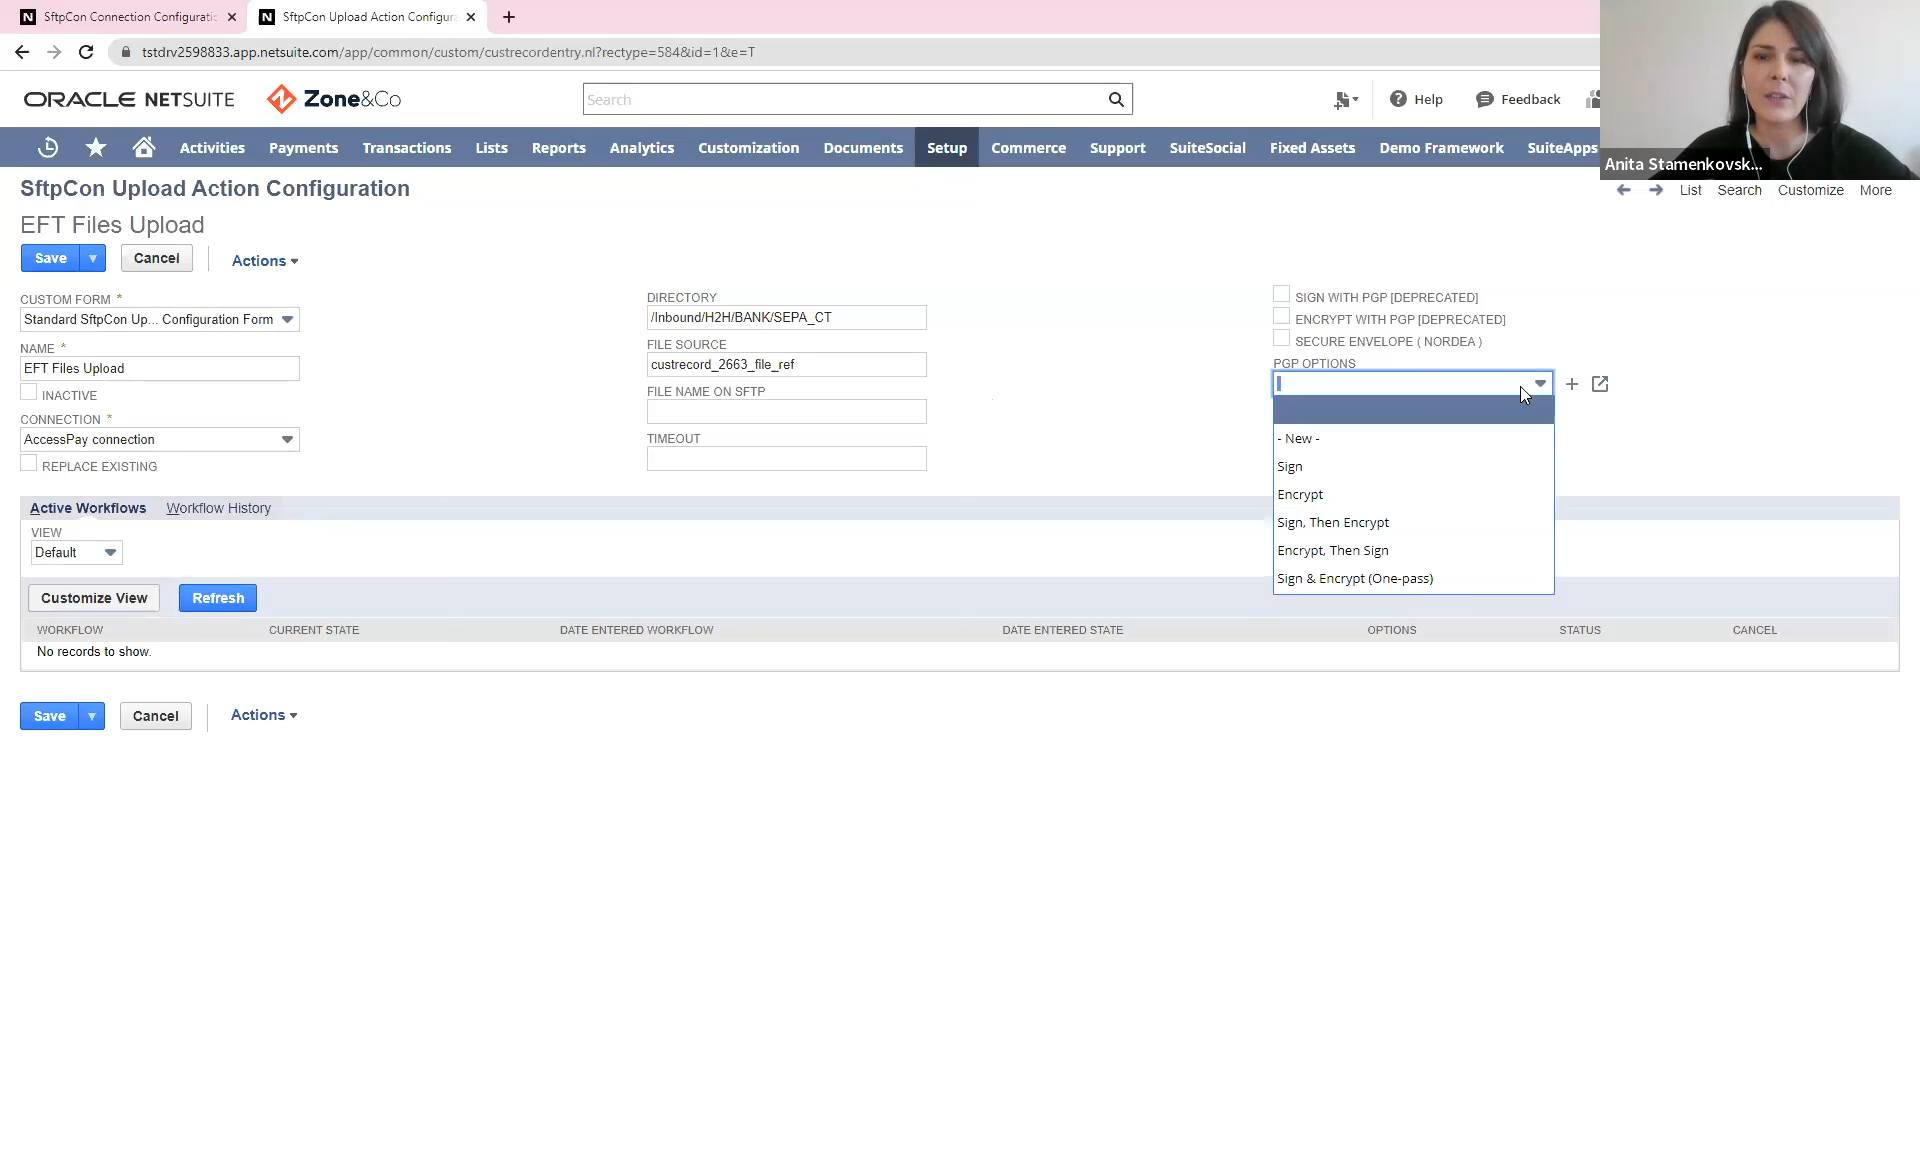 SftpCon Connection Configuratio
SftpCon Upload Action Configura
tstdrv2598833.app.netsuite.com/app/common/custom/custrecordentry.nl?rectype=584&id=1&e=T
ORACLE NETSUITE
Zone&Co
Search
Help
Feedback
Activities
Payments
Transactions
Lists
Reports
Analytics
Customization
Documents
Setup
Commerce
Support
SuiteSocial
Fixed Assets
Demo Framework
SuiteApps
Anita Stamenkovsk...
SftpCon Upload Action Configuration
List
Search
Customize
More
EFT Files Upload
Save
Cancel
Actions
CUSTOM FORM *
Standard SftpCon Up... Configuration Form
NAME *
EFT Files Upload
INACTIVE
CONNECTION *
AccessPay connection
REPLACE EXISTING
DIRECTORY
/Inbound/H2H/BANK/SEPA_CT
FILE SOURCE
custrecord_2663_file_ref
FILE NAME ON SFTP
TIMEOUT
SIGN WITH PGP [DEPRECATED]
ENCRYPT WITH PGP [DEPRECATED]
SECURE ENVELOPE ( NORDEA )
PGP OPTIONS
- New -
Sign
Encrypt
Sign, Then Encrypt
Encrypt, Then Sign
Sign & Encrypt (One-pass)
Active Workflows
Workflow History
VIEW
Default
Customize View
Refresh
WORKFLOW
CURRENT STATE
DATE ENTERED WORKFLOW
DATE ENTERED STATE
OPTIONS
STATUS
CANCEL
No records to show.
Save
Cancel
Actions